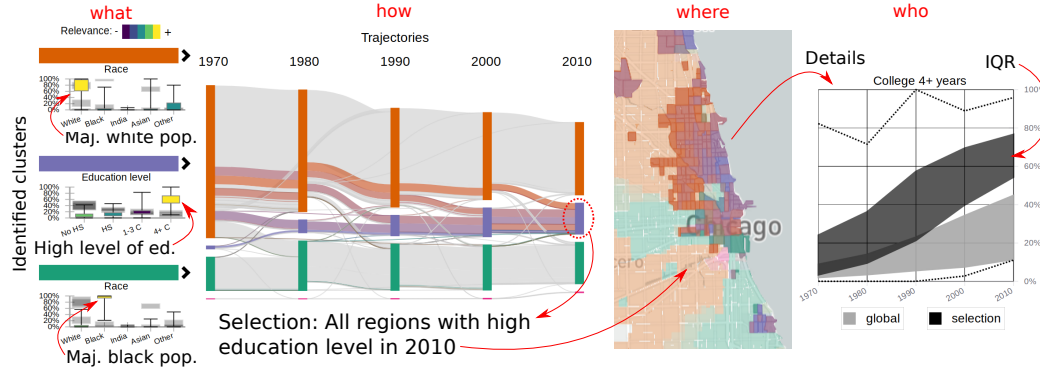 what
how
where
who
Relevance: - +
Trajectories
1970 1980 1990 2000 2010
Identified clusters
Race
100%
80%
60%
40%
20%
0%
White Black India Asian Other
Maj. white pop.
Education level
100%
80%
60%
40%
20%
0%
No HS HS 1-3 C 4+ C
High level of ed.
Race
100%
80%
60%
40%
20%
0%
White Black India Asian Other
Maj. black pop.
Selection: All regions with high
education level in 2010
Chicago
cero
Details
IQR
College 4+ years
100%
80%
60%
40%
20%
0%
1970 1980 1990 2000 2010
global selection